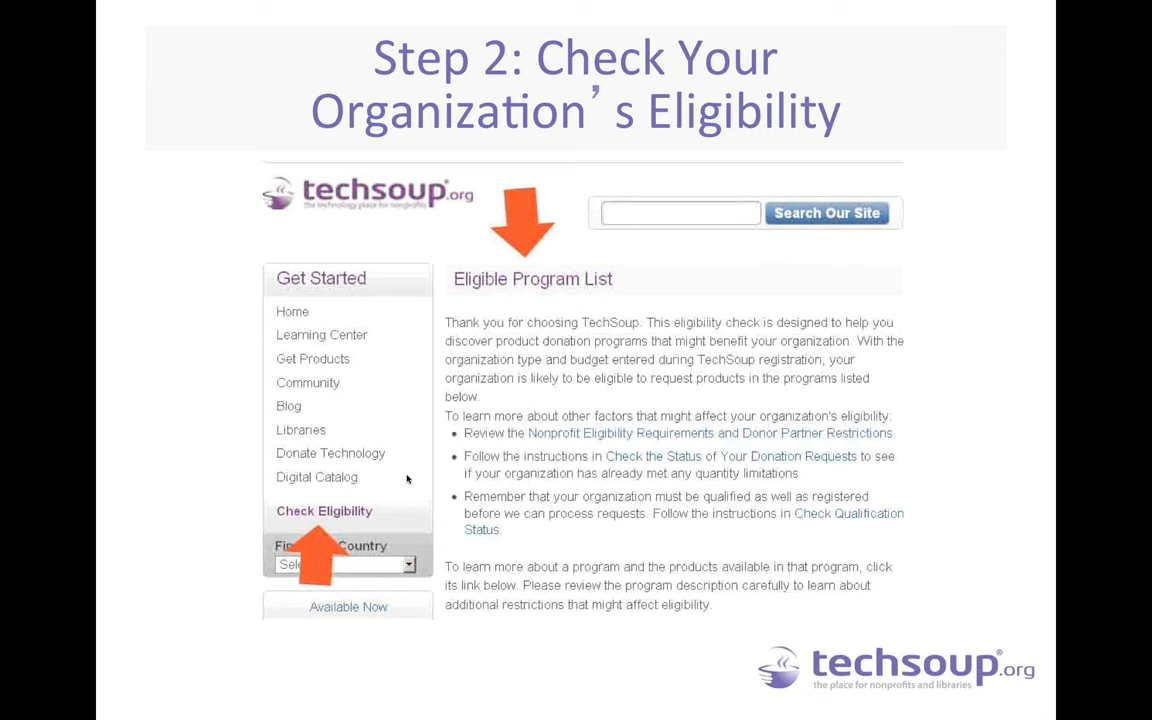 Step 2: Check Your
Organization’s Eligibility
techsoup.org
the technology place for nonprofits
Search Our Site
Get Started
Home
Learning Center
Get Products
Community
Blog
Libraries
Donate Technology
Digital Catalog
Check Eligibility
Country
Available Now
Eligible Program List
Thank you for choosing TechSoup. This eligibility check is designed to help you
discover product donation programs that might benefit your organization. With the
organization type and budget entered during TechSoup registration, your
organization is likely to be eligible to request products in the programs listed
below.
To learn more about other factors that might affect your organization's eligibility:
• Review the Nonprofit Eligibility Requirements and Donor Partner Restrictions.
• Follow the instructions in Check the Status of Your Donation Requests to see
if your organization has already met any quantity limitations
• Remember that your organization must be qualified as well as registered
before we can process requests. Follow the instructions in Check Qualification
Status.
To learn more about a program and the products available in that program, click
its link below. Please review the program description carefully to learn about
additional restrictions that might affect eligibility.
techsoup®.org
the place for nonprofits and libraries